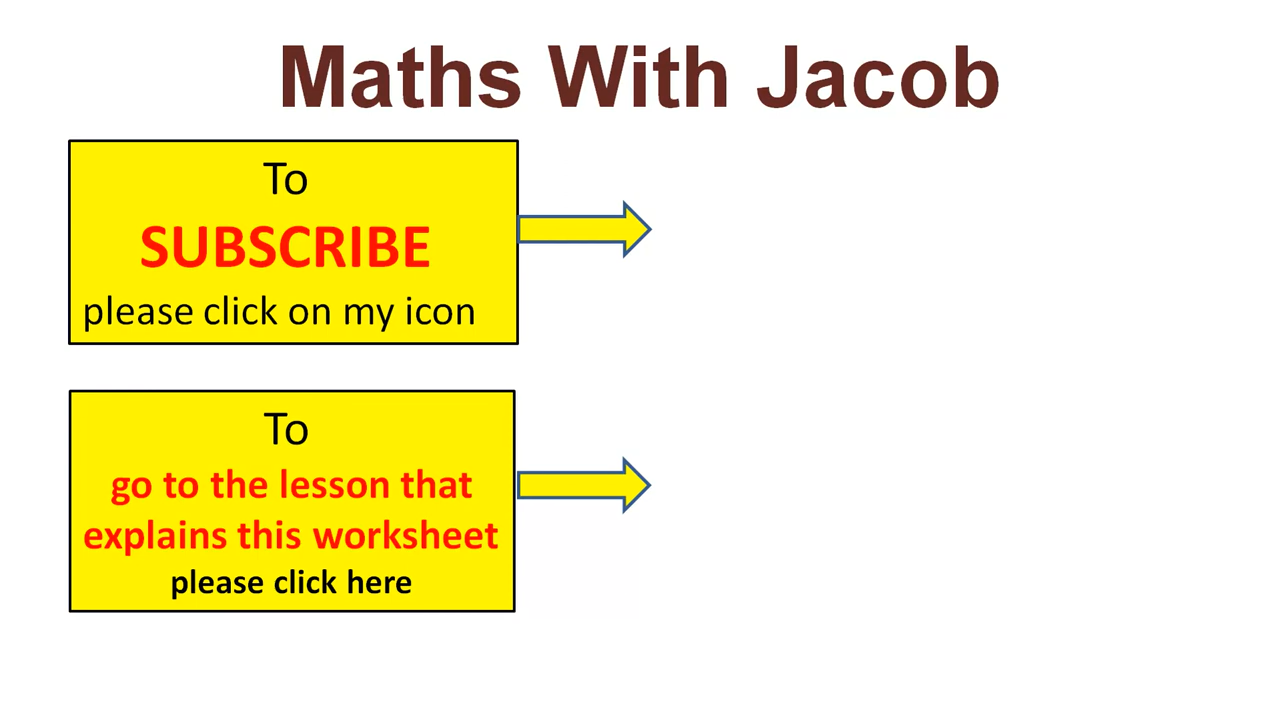 Maths With Jacob
To
SUBSCRIBE
please click on my icon
To
go to the lesson that
explains this worksheet
please click here